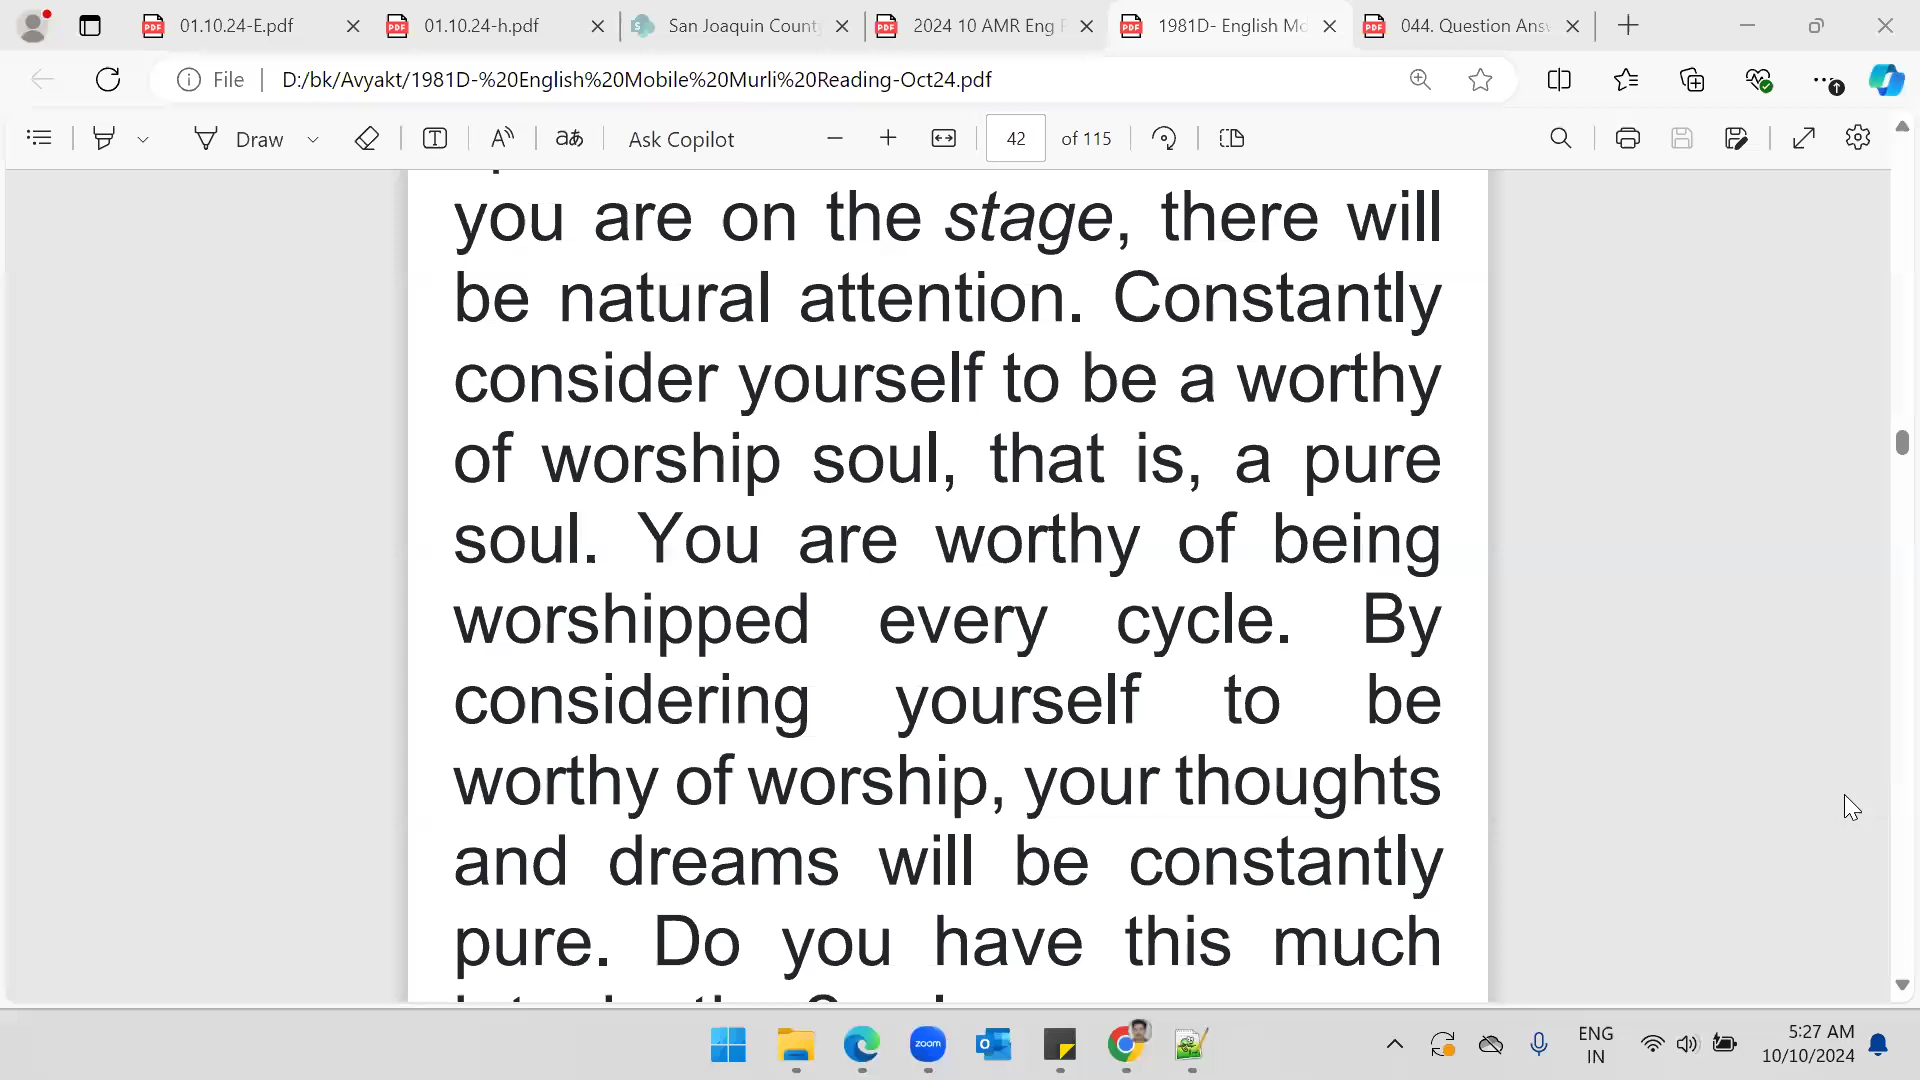 01.10.24-E.pdf
01.10.24-h.pdf
San Joaquin County
2024 10 AMR Eng
1981D- English Mo
044. Question Ans
File
D:/bk/Avyakt/1981D-%20English%20Mobile%20Murli%20Reading-Oct24.pdf
Draw
Ask Copilot
42
of 115
you are on the stage, there will
be natural attention. Constantly
consider yourself to be a worthy
of worship soul, that is, a pure
soul. You are worthy of being
worshipped every cycle. By
considering yourself to be
worthy of worship, your thoughts
and dreams will be constantly
pure. Do you have this much
zoom
ENG
IN
5:27 AM
10/10/2024